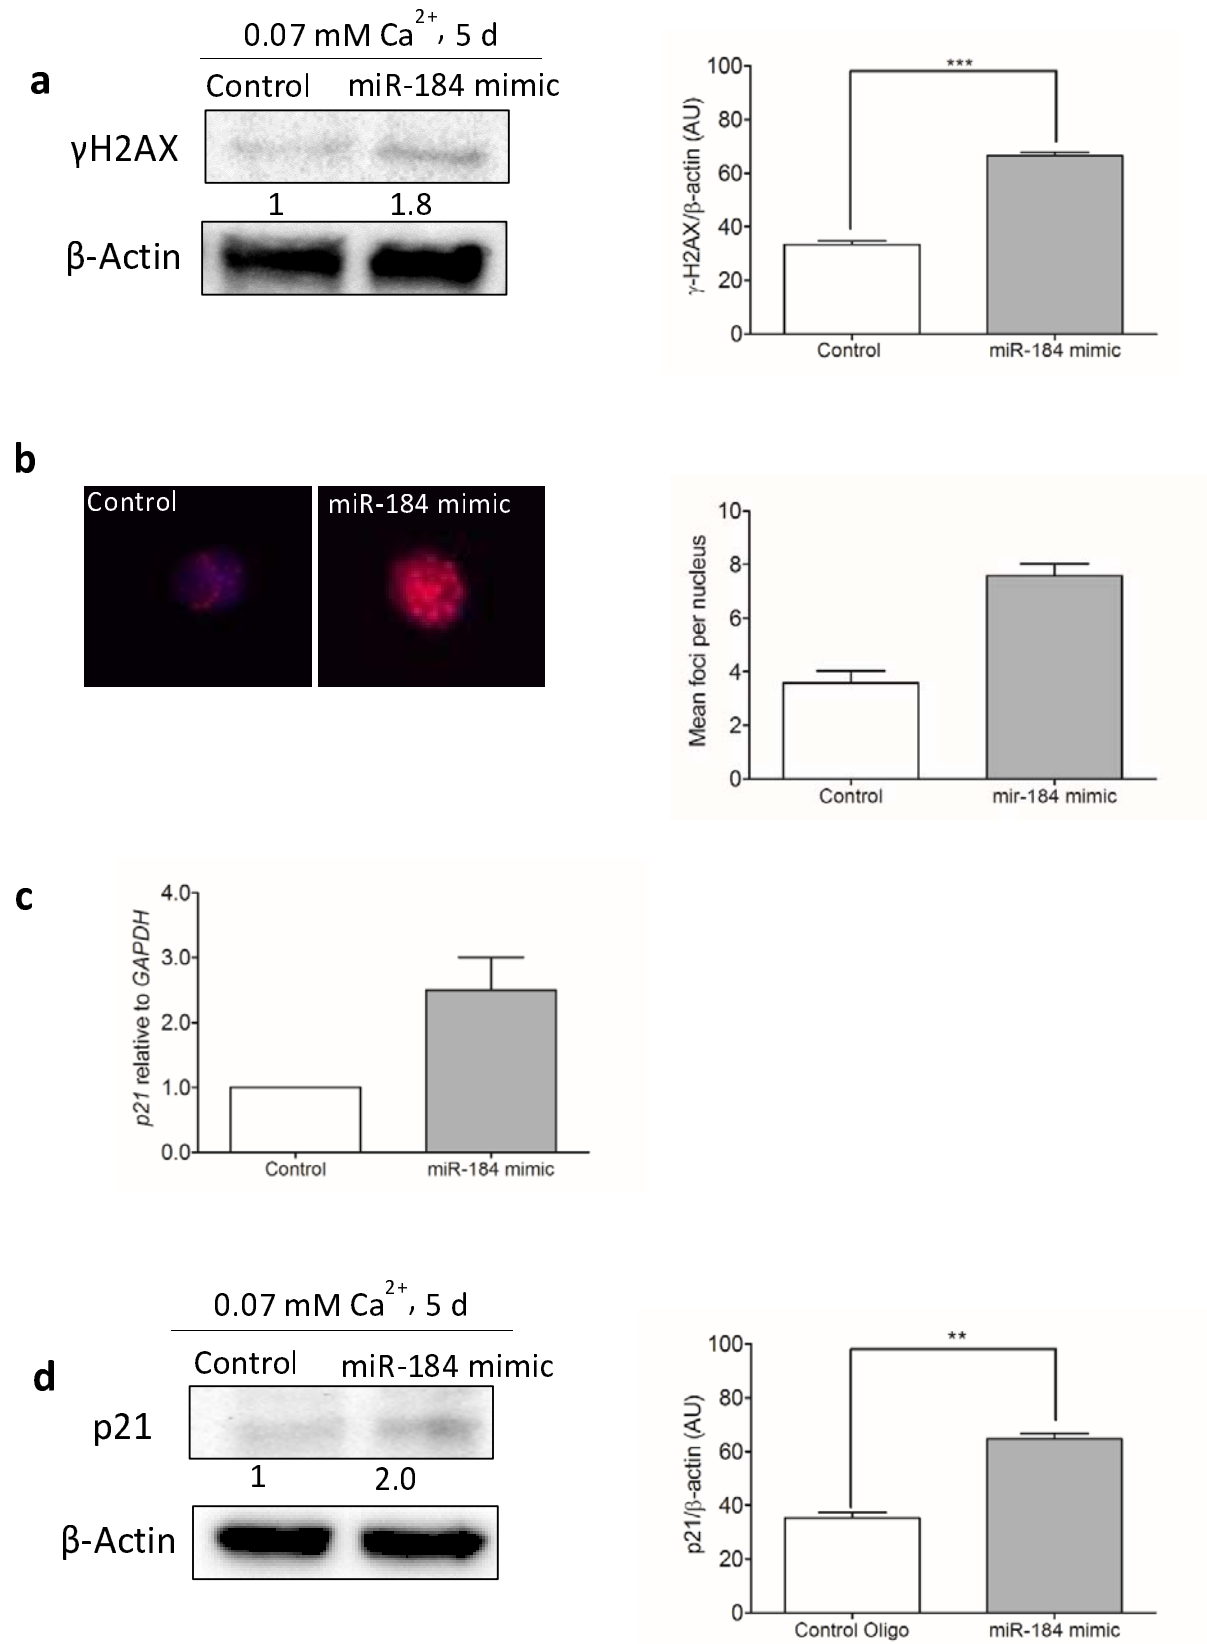 a
0.07 mM Ca2+, 5 d
Control miR-184 mimic
γH2AX
1 1.8
β-Actin
γ-H2AX/β-actin (AU)
100
80
60
40
20
0
***
Control miR-184 mimic
b
Control miR-184 mimic
Mean foci per nucleus
10
8
6
4
2
0
Control mir-184 mimic
c
p21 relative to GAPDH
4.0
3.0
2.0
1.0
0.0
Control miR-184 mimic
d
0.07 mM Ca2+, 5 d
Control miR-184 mimic
p21
1 2.0
β-Actin
p21/β-actin (AU)
100
80
60
40
20
0
**
Control Oligo miR-184 mimic